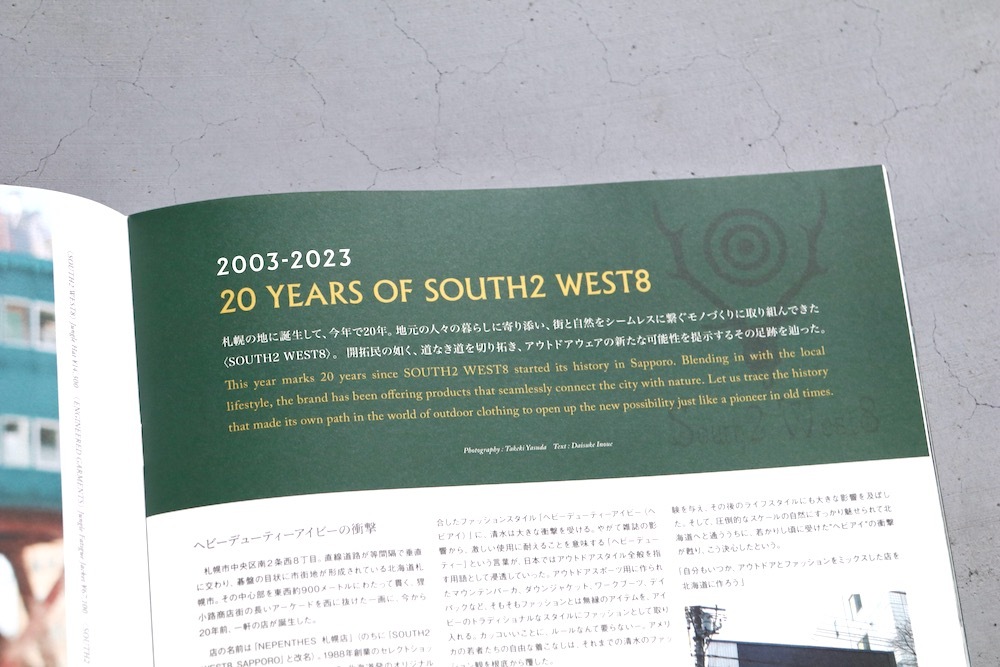 2003-2023
20 YEARS OF SOUTH2 WEST8
札幌の地に誕生して、今年で20年。地元の人々の暮らしに寄り添い、街と自然をシームレスに繋ぐモノづくりに取り組んできた
〈SOUTH2 WEST8〉。開拓民の如く、道なき道を切り拓き、アウトドアウェアの新たな可能性を提示するその足跡を辿った。
This year marks 20 years since SOUTH2 WEST8 started its history in Sapporo. Blending in with the local
lifestyle, the brand has been offering products that seamlessly connect the city with nature. Let us trace the history
that made its own path in the world of outdoor clothing to open up the new possibility just like a pioneer in old times.
Photography : Takeki Yasuda Text : Daisuke Inoue
ヘビーデューティーアイビーの衝撃
札幌市中央区南2条西8丁目。直線道路が等間隔で垂直
に交わり、碁盤の目状に市街地が形成されている北海道札
幌市。その中心部を東西約900メートルにわたって貫く、狸
小路商店街の長いアーケードを西に抜けた一画に、今から
20年前、一軒の店が誕生した。
店の名前は「NEPENTHES 札幌店」（のちに「SOUTH2
WEST8 SAPPORO」と改名）。1988年創業のセレクトショッ
合したファッションスタイル「ヘビーデューティーアイビー（ヘ
ビアイ）」に、清水は大きな衝撃を受ける。やがて雑誌の影
響から、激しい使用に耐えることを意味する「ヘビーデュー
ティー」という言葉が、日本ではアウトドアスタイル全般を指
す用語として浸透していった。アウトドアスポーツ用に作られ
たマウンテンパーカ、ダウンジャケット、ワークブーツ、デイ
パックなど、そもそもファッションとは無縁のアイテムを、アイ
ビーのトラディショナルなスタイルにファッションとして取り
入れる。カッコいいことに、ルールなんて要らない―。アメリ
カの若者たちの自由な着こなしは、それまでの清水のファッ
ション観を根底から覆した。
観を与え、その後のライフスタイルにも大きな影響を及ぼし
た。そして、圧倒的なスケールの自然にすっかり魅せられて北
海道へと通ううちに、若かりし頃に受けた“ヘビアイ”の衝撃
が甦り、こう決心したという。
「自分もいつか、アウトドアとファッションをミックスした店を
北海道に作ろう」